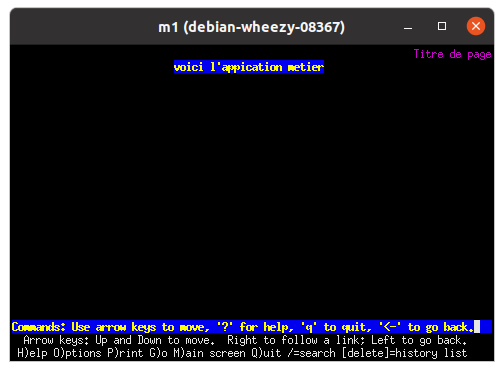 m1 (debian-wheezy-08367)
Titre de page
voici l'appication metier
Commands: Use arrow keys to move, '?' for help, 'q' to quit, '<-' to go back.
Arrow keys: Up and Down to move.  Right to follow a link; Left to go back.
H)elp O)ptions P)rint G)o M)ain screen Q)uit /=search [delete]=history list